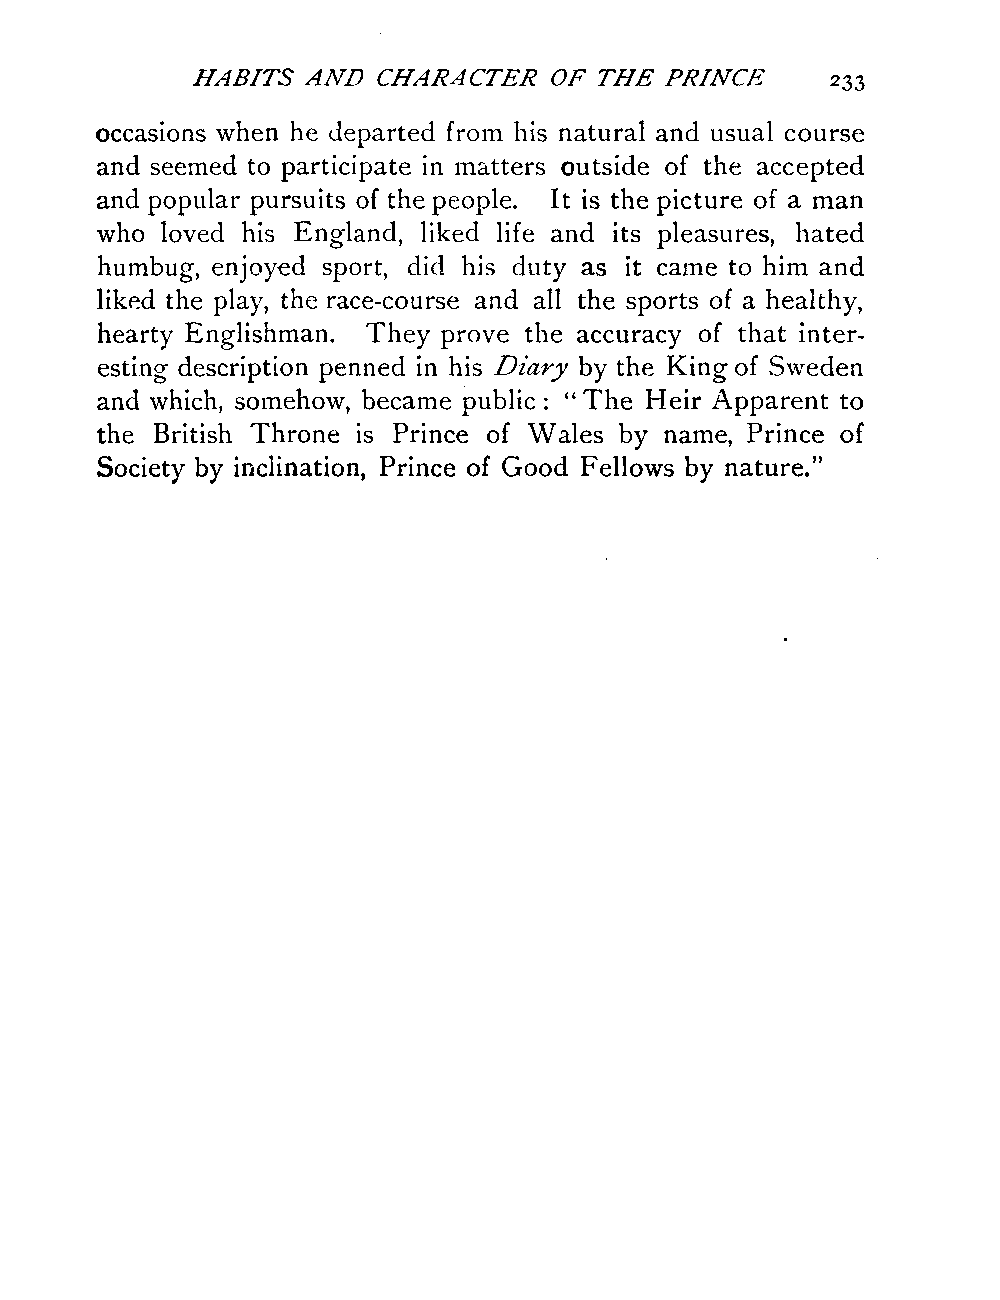 HABITS AND CHARACTER OF THE PRINCE 233
occasions when he departed from his natural and usual course
and seemed to participate in matters outside of the accepted
and popular pursuits of the people. It is the picture of a man
who loved his England, liked life and its pleasures, hated
humbug, enjoyed sport, did his duty as it came to him and
liked the play, the race-course and all the sports of a healthy,
hearty Englishman. They prove the accuracy of that inter-
esting description penned in his Diary by the King of Sweden
and which, somehow, became public: "The Heir Apparent to
the British Throne is Prince of Wales by name, Prince of
Society by inclination, Prince of Good Fellows by nature."